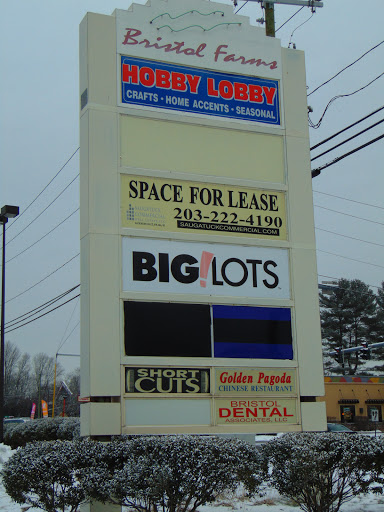 Bristol Farms
HOBBY LOBBY
CRAFTS • HOME ACCENTS • SEASONAL
SPACE FOR LEASE
203-222-4190
SAUGATUCKCOMMERCIAL.COM
BIG!LOTS
SHORT
CUTS
Golden Pagoda
CHINESE RESTAURANT
BRISTOL
DENTAL
ASSOCIATES, LLC